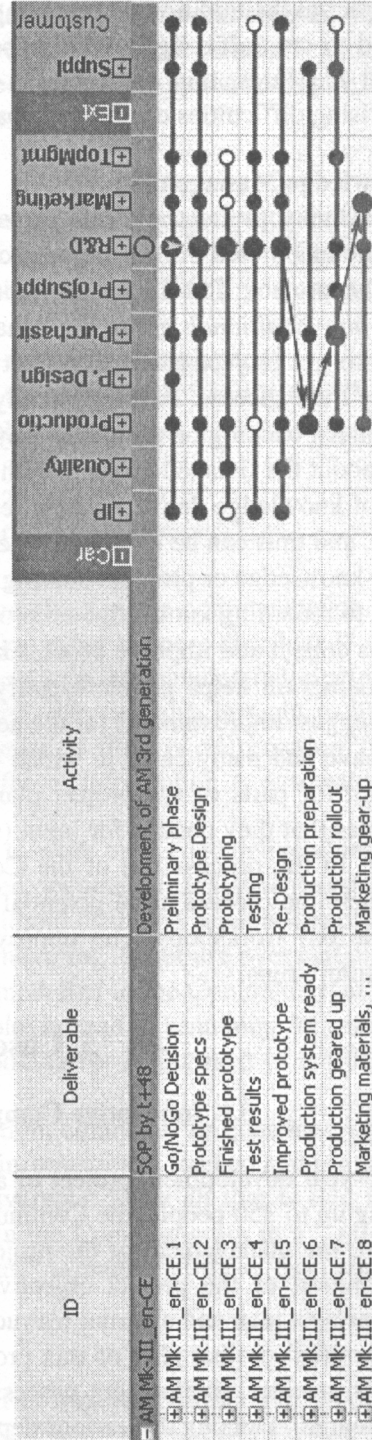 ID Deliverable Activity Car IP Quality Productio P. Design Purchasir ProjSuppo R&D Marketing TopMgmt Ext Suppl Customer
AM Mk-III_en-CE SOP by t+48 Development of AM 3rd generation
AM Mk-III_en-CE.1 Go/NoGo Decision Preliminary phase
AM Mk-III_en-CE.2 Prototype specs Prototype Design
AM Mk-III_en-CE.3 Finished prototype Prototyping
AM Mk-III_en-CE.4 Test results Testing
AM Mk-III_en-CE.5 Improved prototype Re-Design
AM Mk-III_en-CE.6 Production system ready Production preparation
AM Mk-III_en-CE.7 Production geared up Production rollout
AM Mk-III_en-CE.8 Marketing materials, ... Marketing gear-up